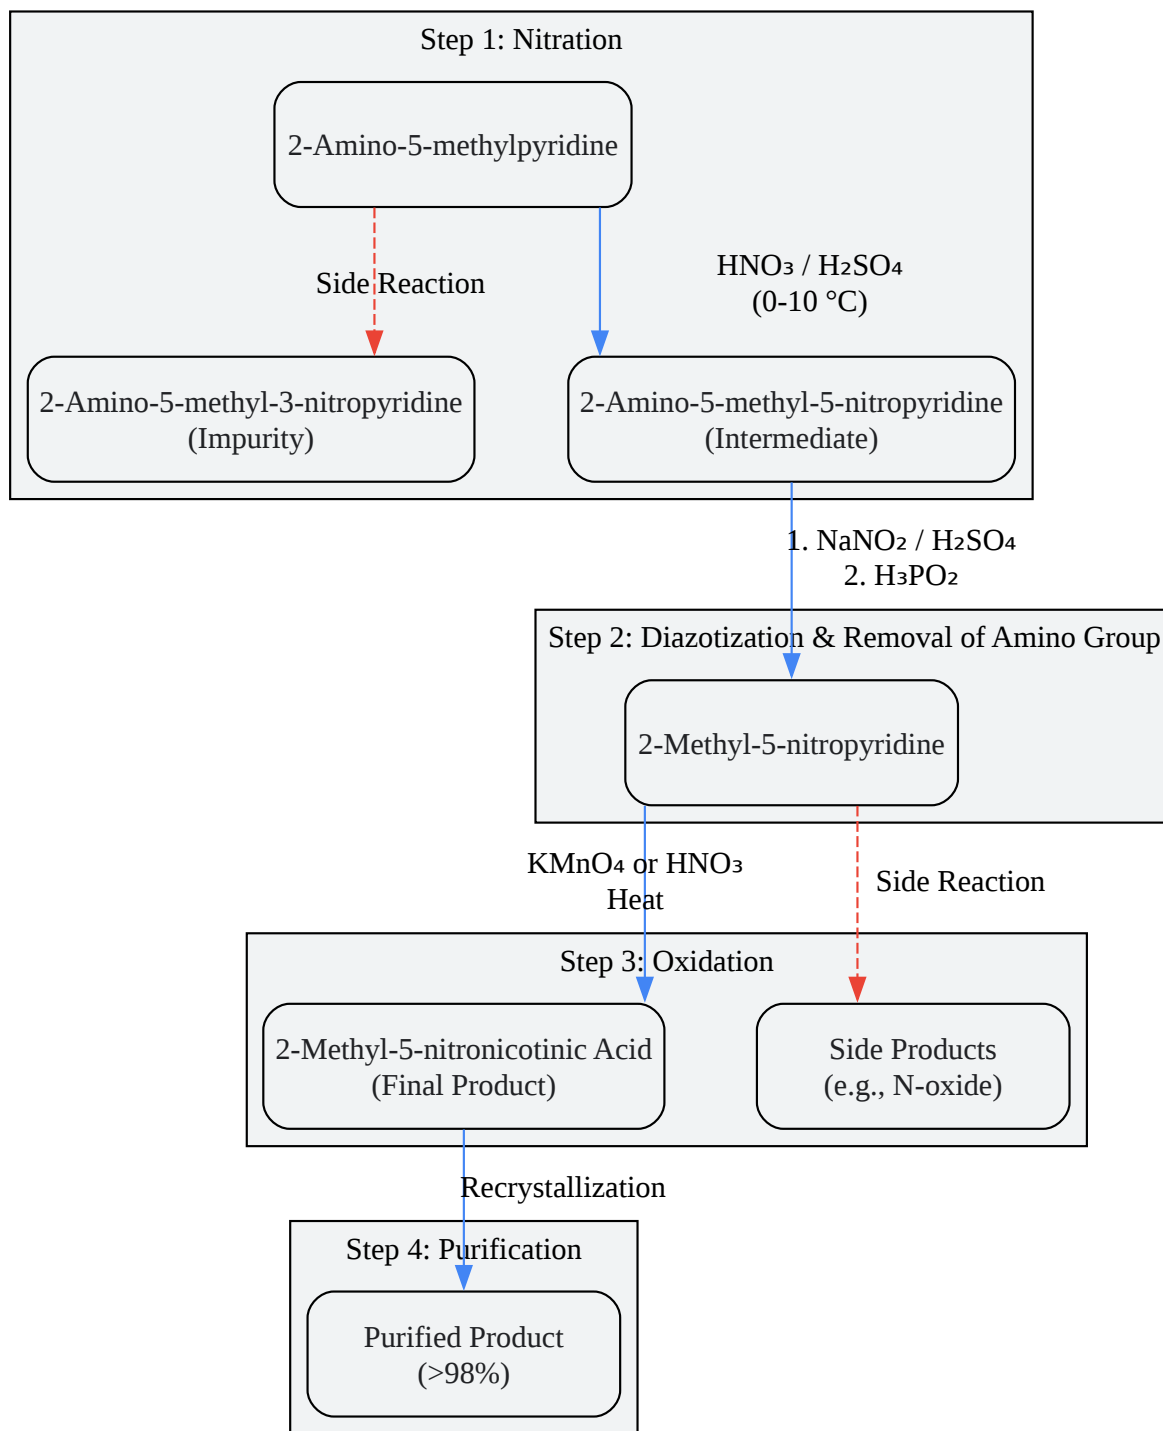 Step 1: Nitration
2-Amino-5-methylpyridine
Side Reaction
HNO₃ / H₂SO₄
(0-10 °C)
2-Amino-5-methyl-3-nitropyridine
(Impurity)
2-Amino-5-methyl-5-nitropyridine
(Intermediate)
1. NaNO₂ / H₂SO₄
2. H₃PO₂
Step 2: Diazotization & Removal of Amino Group
2-Methyl-5-nitropyridine
KMnO₄ or HNO₃
Heat
Side Reaction
Step 3: Oxidation
2-Methyl-5-nitronicotinic Acid
(Final Product)
Side Products
(e.g., N-oxide)
Recrystallization
Step 4: Purification
Purified Product
(>98%)